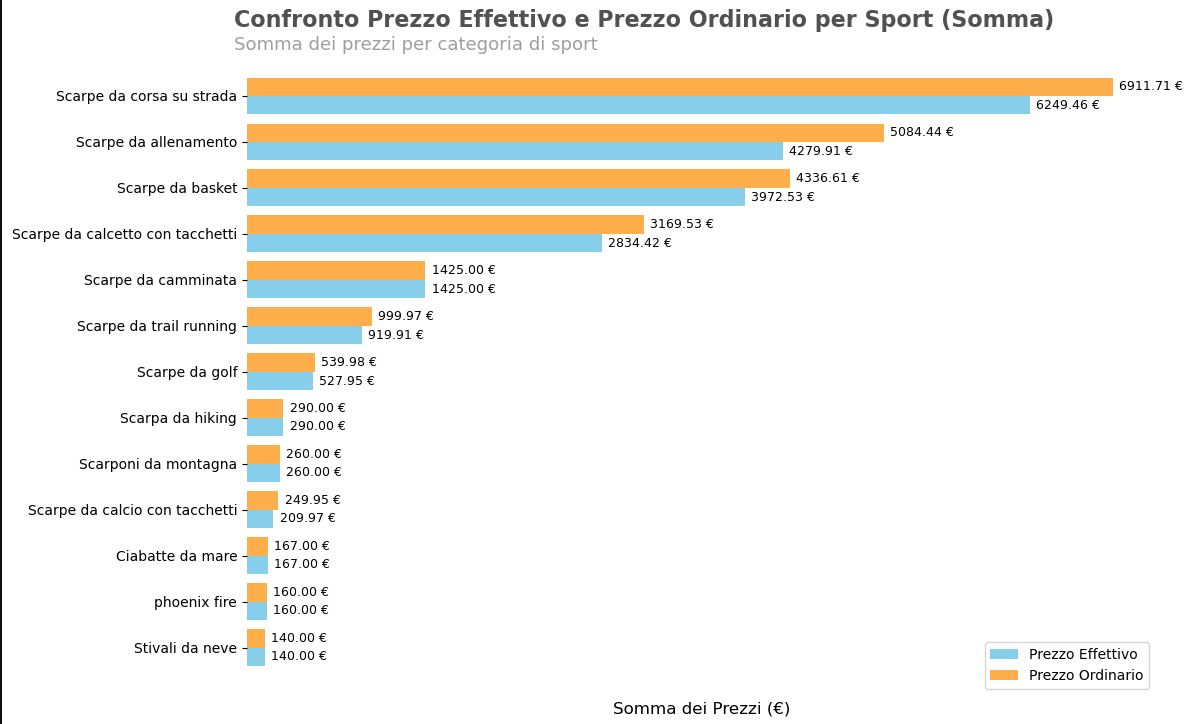 Confronto Prezzo Effettivo e Prezzo Ordinario per Sport (Somma)
Somma dei prezzi per categoria di sport
Scarpe da corsa su strada
6911.71 €
6249.46 €
Scarpe da allenamento
5084.44 €
4279.91 €
Scarpe da basket
4336.61 €
3972.53 €
Scarpe da calcetto con tacchetti
3169.53 €
2834.42 €
Scarpe da camminata
1425.00 €
1425.00 €
Scarpe da trail running
999.97 €
919.91 €
Scarpe da golf
539.98 €
527.95 €
Scarpa da hiking
290.00 €
290.00 €
Scarponi da montagna
260.00 €
260.00 €
Scarpe da calcio con tacchetti
249.95 €
209.97 €
Ciabatte da mare
167.00 €
167.00 €
phoenix fire
160.00 €
160.00 €
Stivali da neve
140.00 €
140.00 €
Prezzo Effettivo
Prezzo Ordinario
Somma dei Prezzi (€)